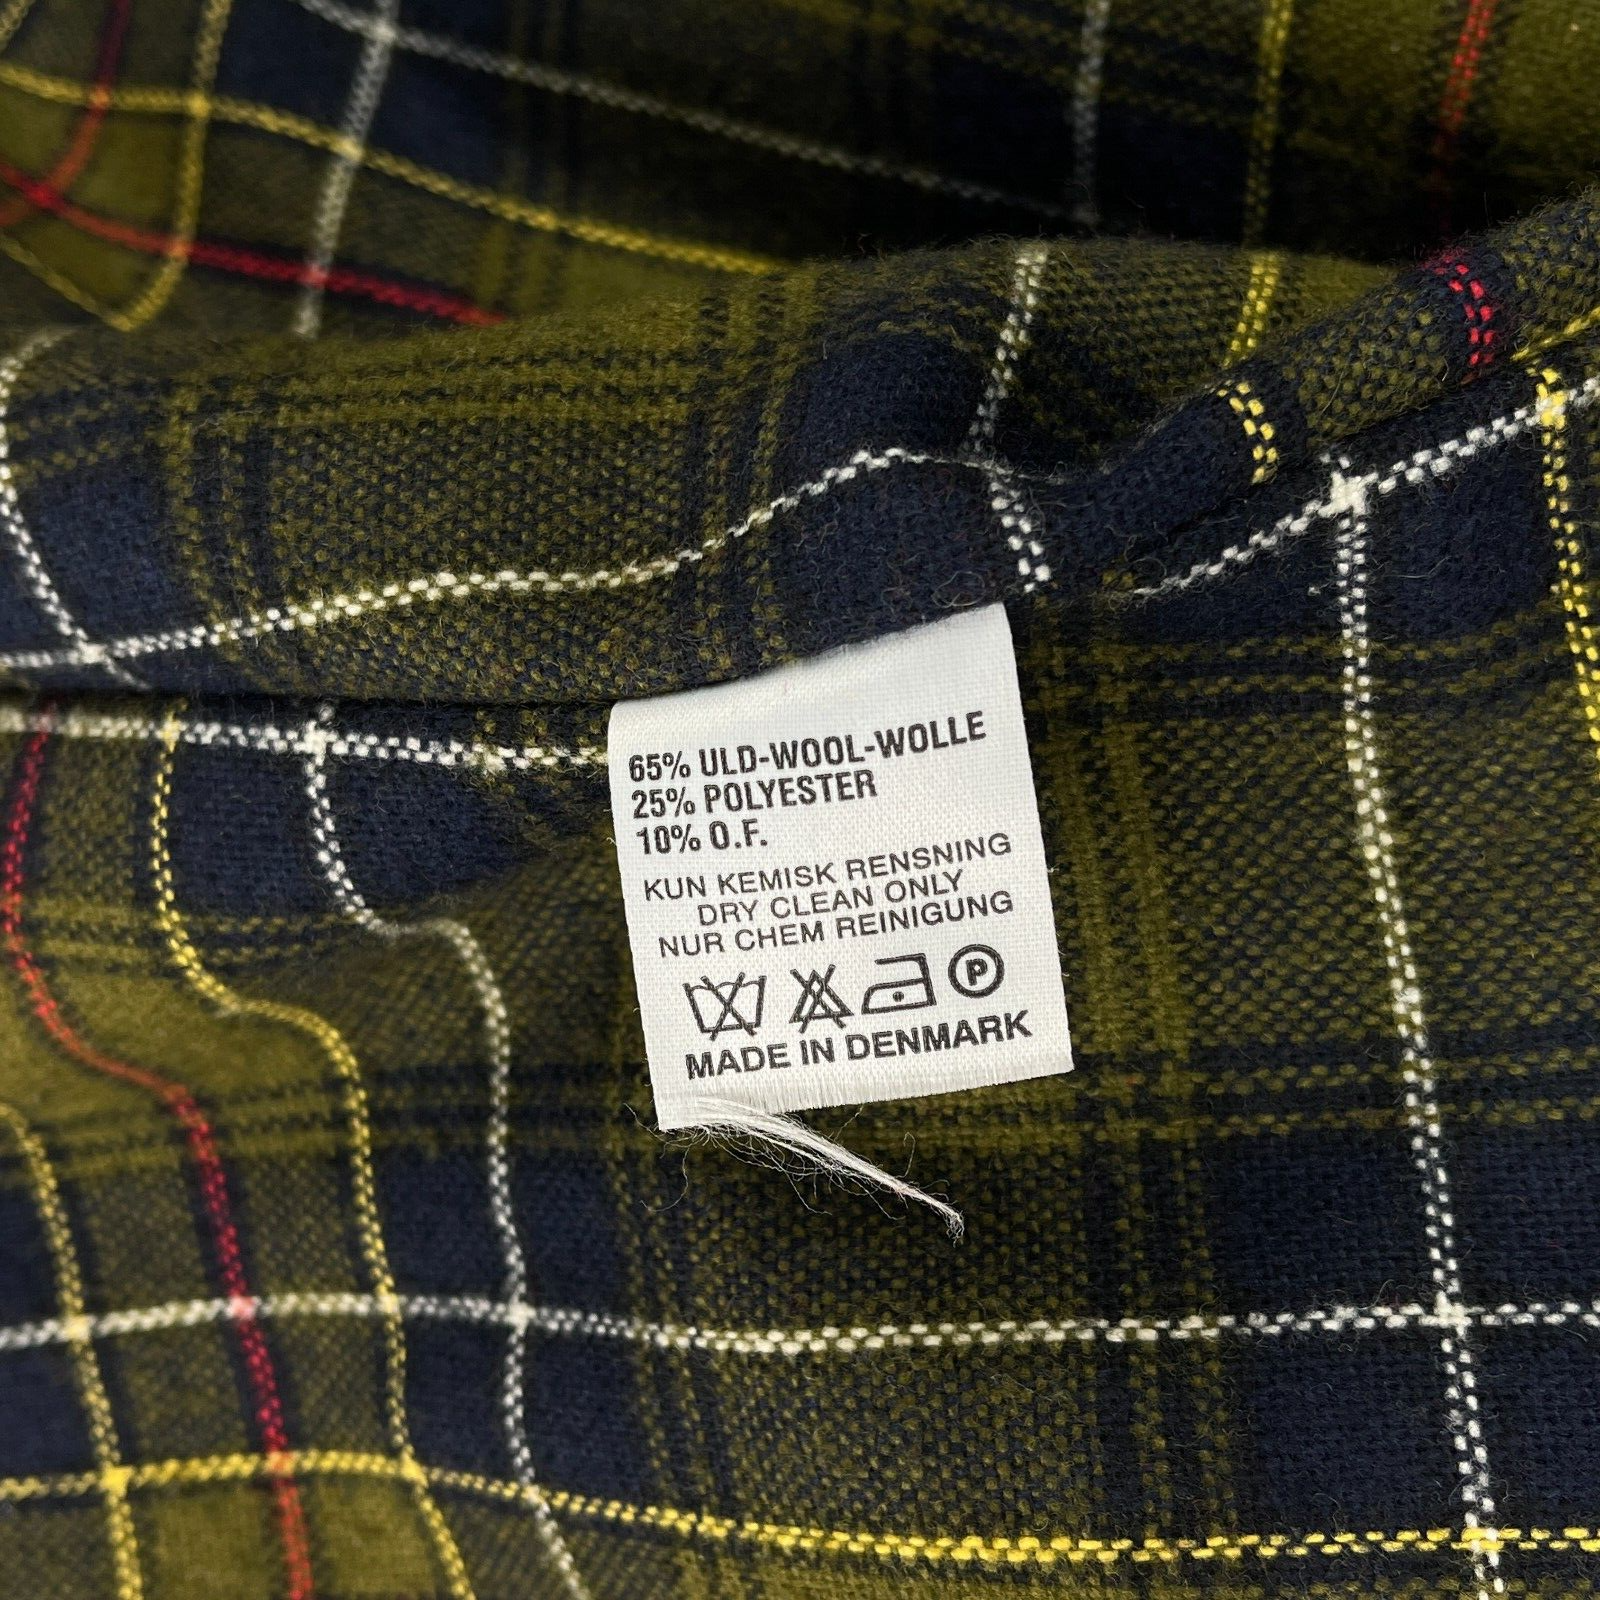 65% ULD-WOOL-WOLLE
25% POLYESTER
10% O.F.
KUN KEMISK RENSNING
DRY CLEAN ONLY
NUR CHEM REINIGUNG
P
MADE IN DENMARK